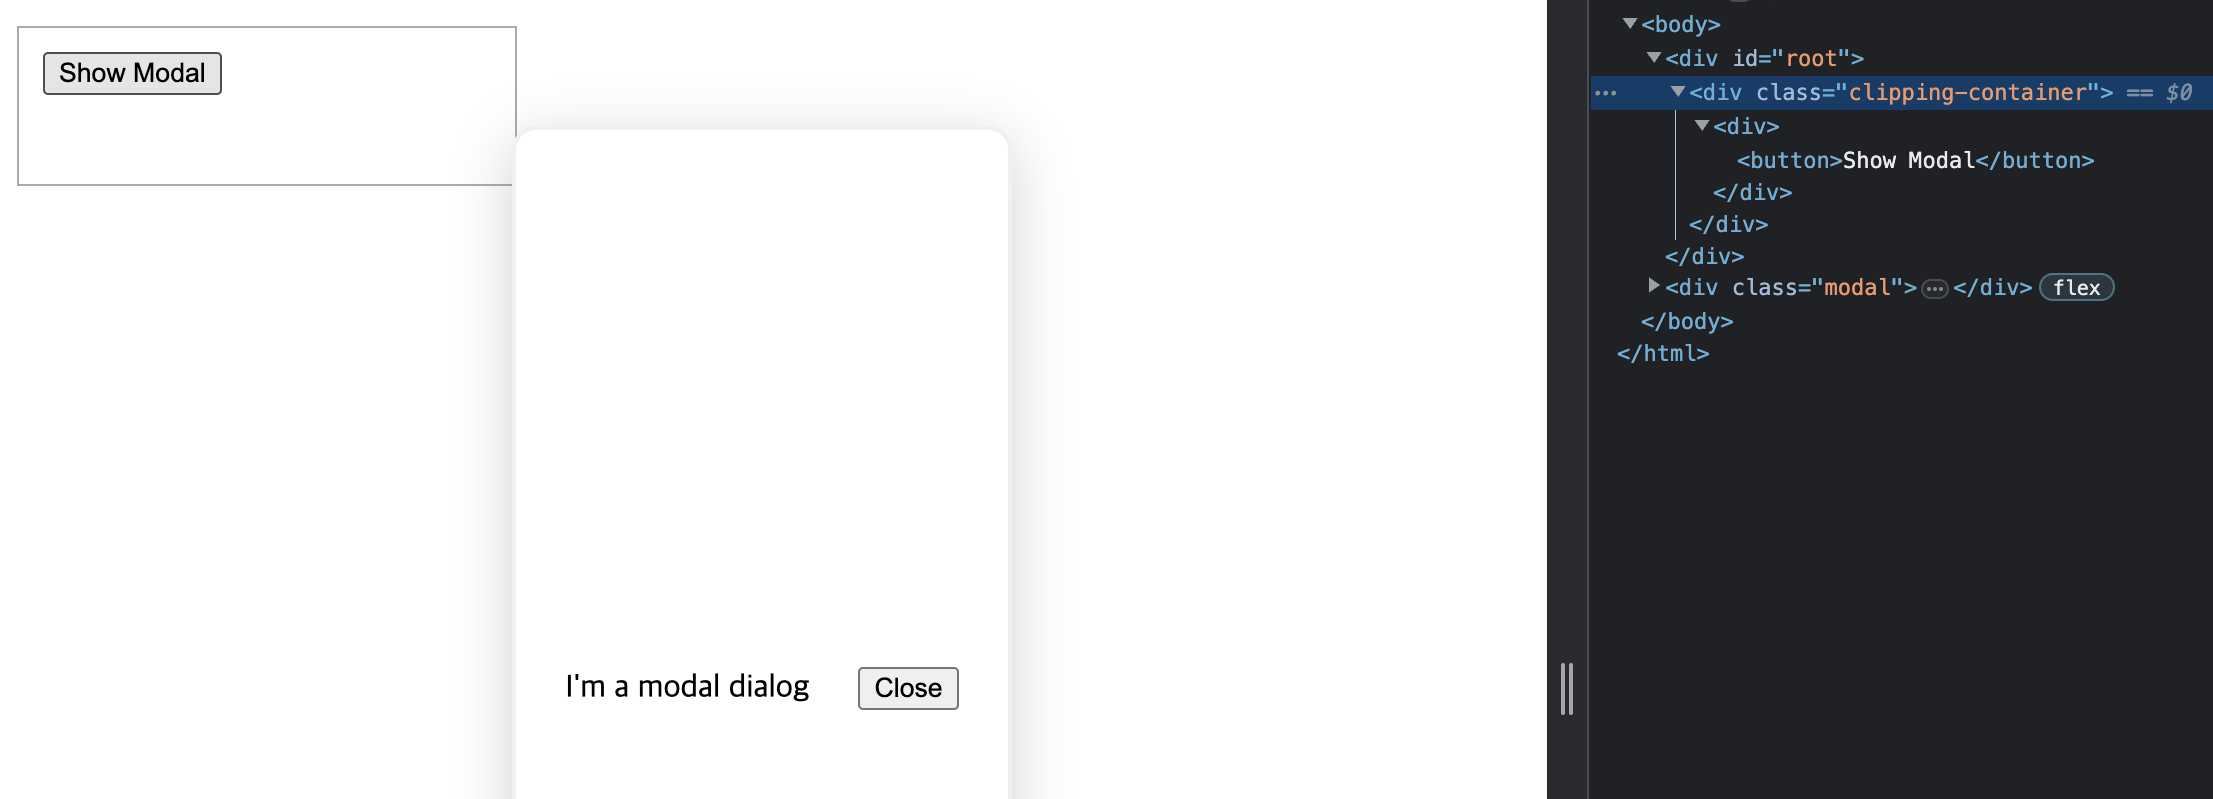 Show Modal
I'm a modal dialog
Close
<body>
<div id="root">
<div class="clipping-container"> == $0
<div>
<button>Show Modal</button>
</div>
</div>
</div>
<div class="modal">…</div> flex
</body>
</html>